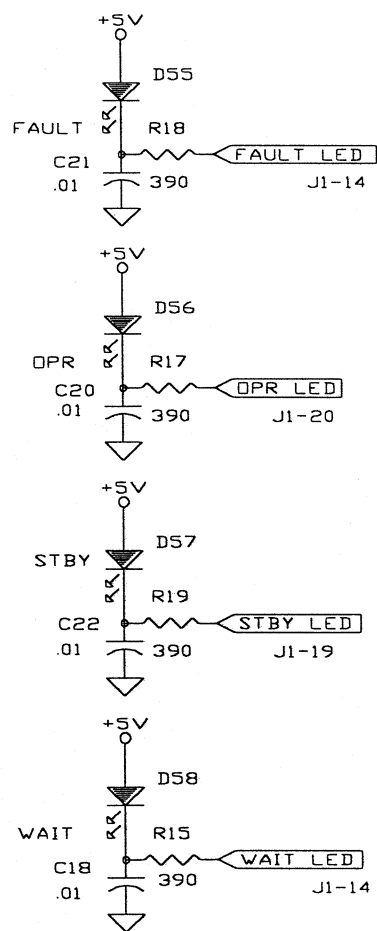 +5V
D55
FAULT
R18
FAULT LED
C21
.01
390
J1-14
+5V
D56
OPR
R17
OPR LED
C20
.01
390
J1-20
+5V
D57
STBY
R19
STBY LED
C22
.01
390
J1-19
+5V
D58
WAIT
R15
WAIT LED
C18
.01
390
J1-14